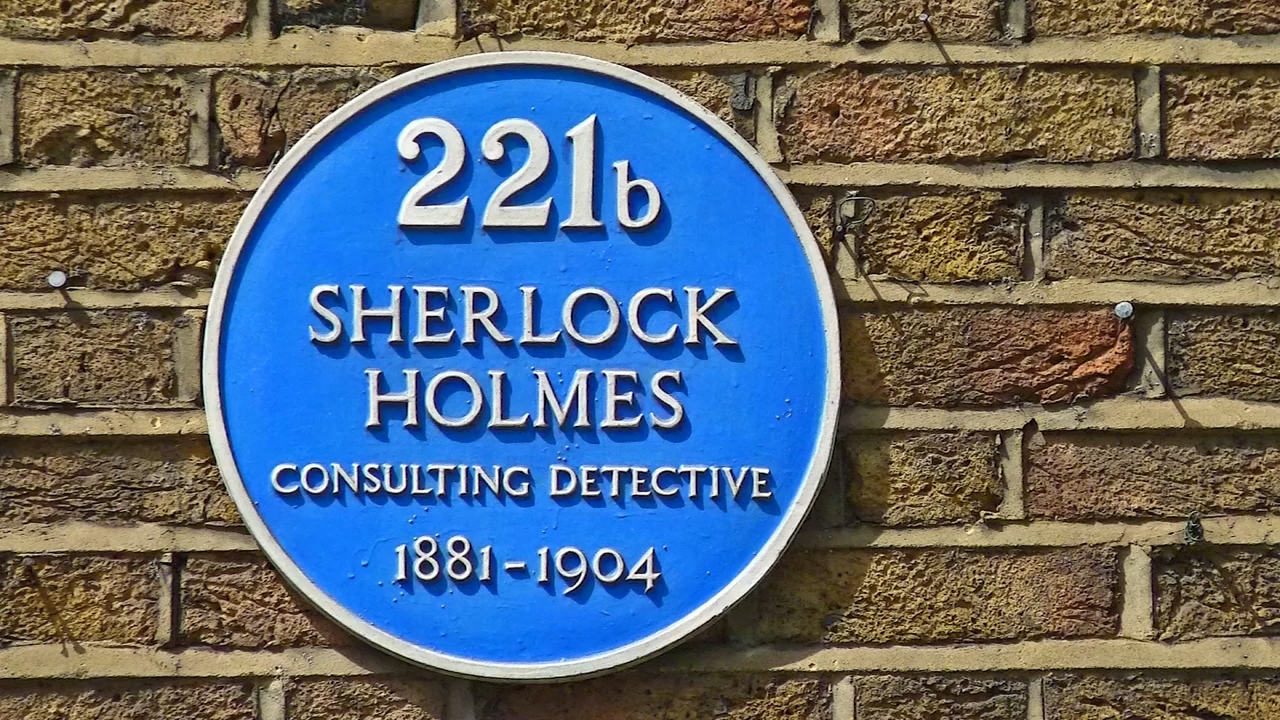 221b
SHERLOCK
HOLMES
CONSULTING DETECTIVE
1881-1904